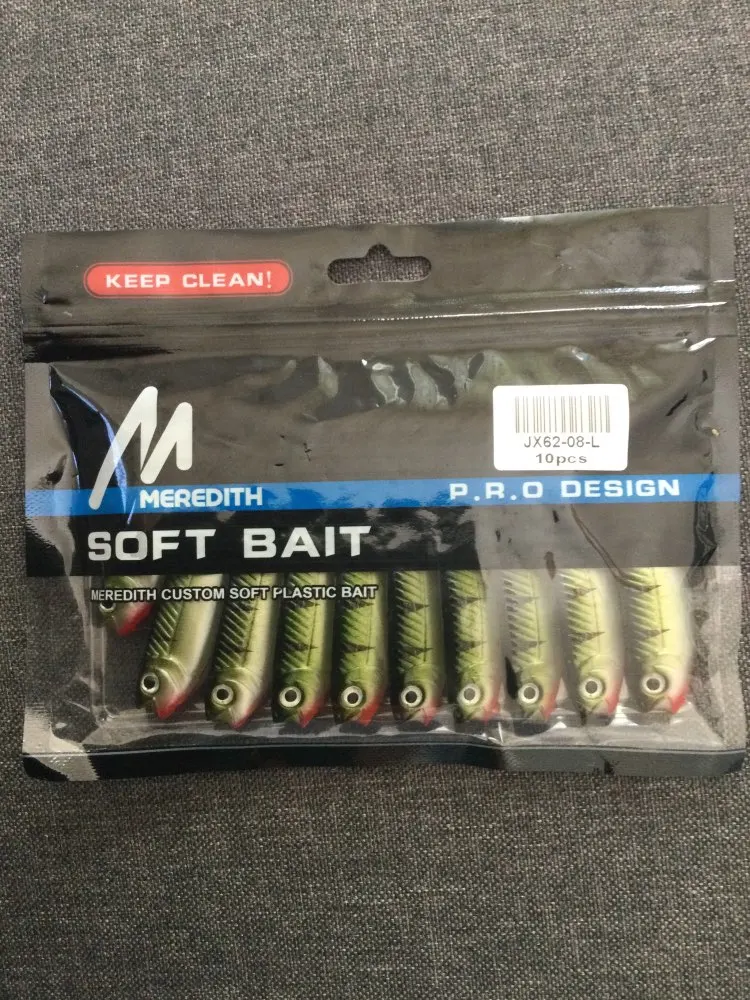 KEEP CLEAN!
JX62-08-L
10pcs
M
MEREDITH
P.R.O DESIGN
SOFT BAIT
MEREDITH CUSTOM SOFT PLASTIC BAIT